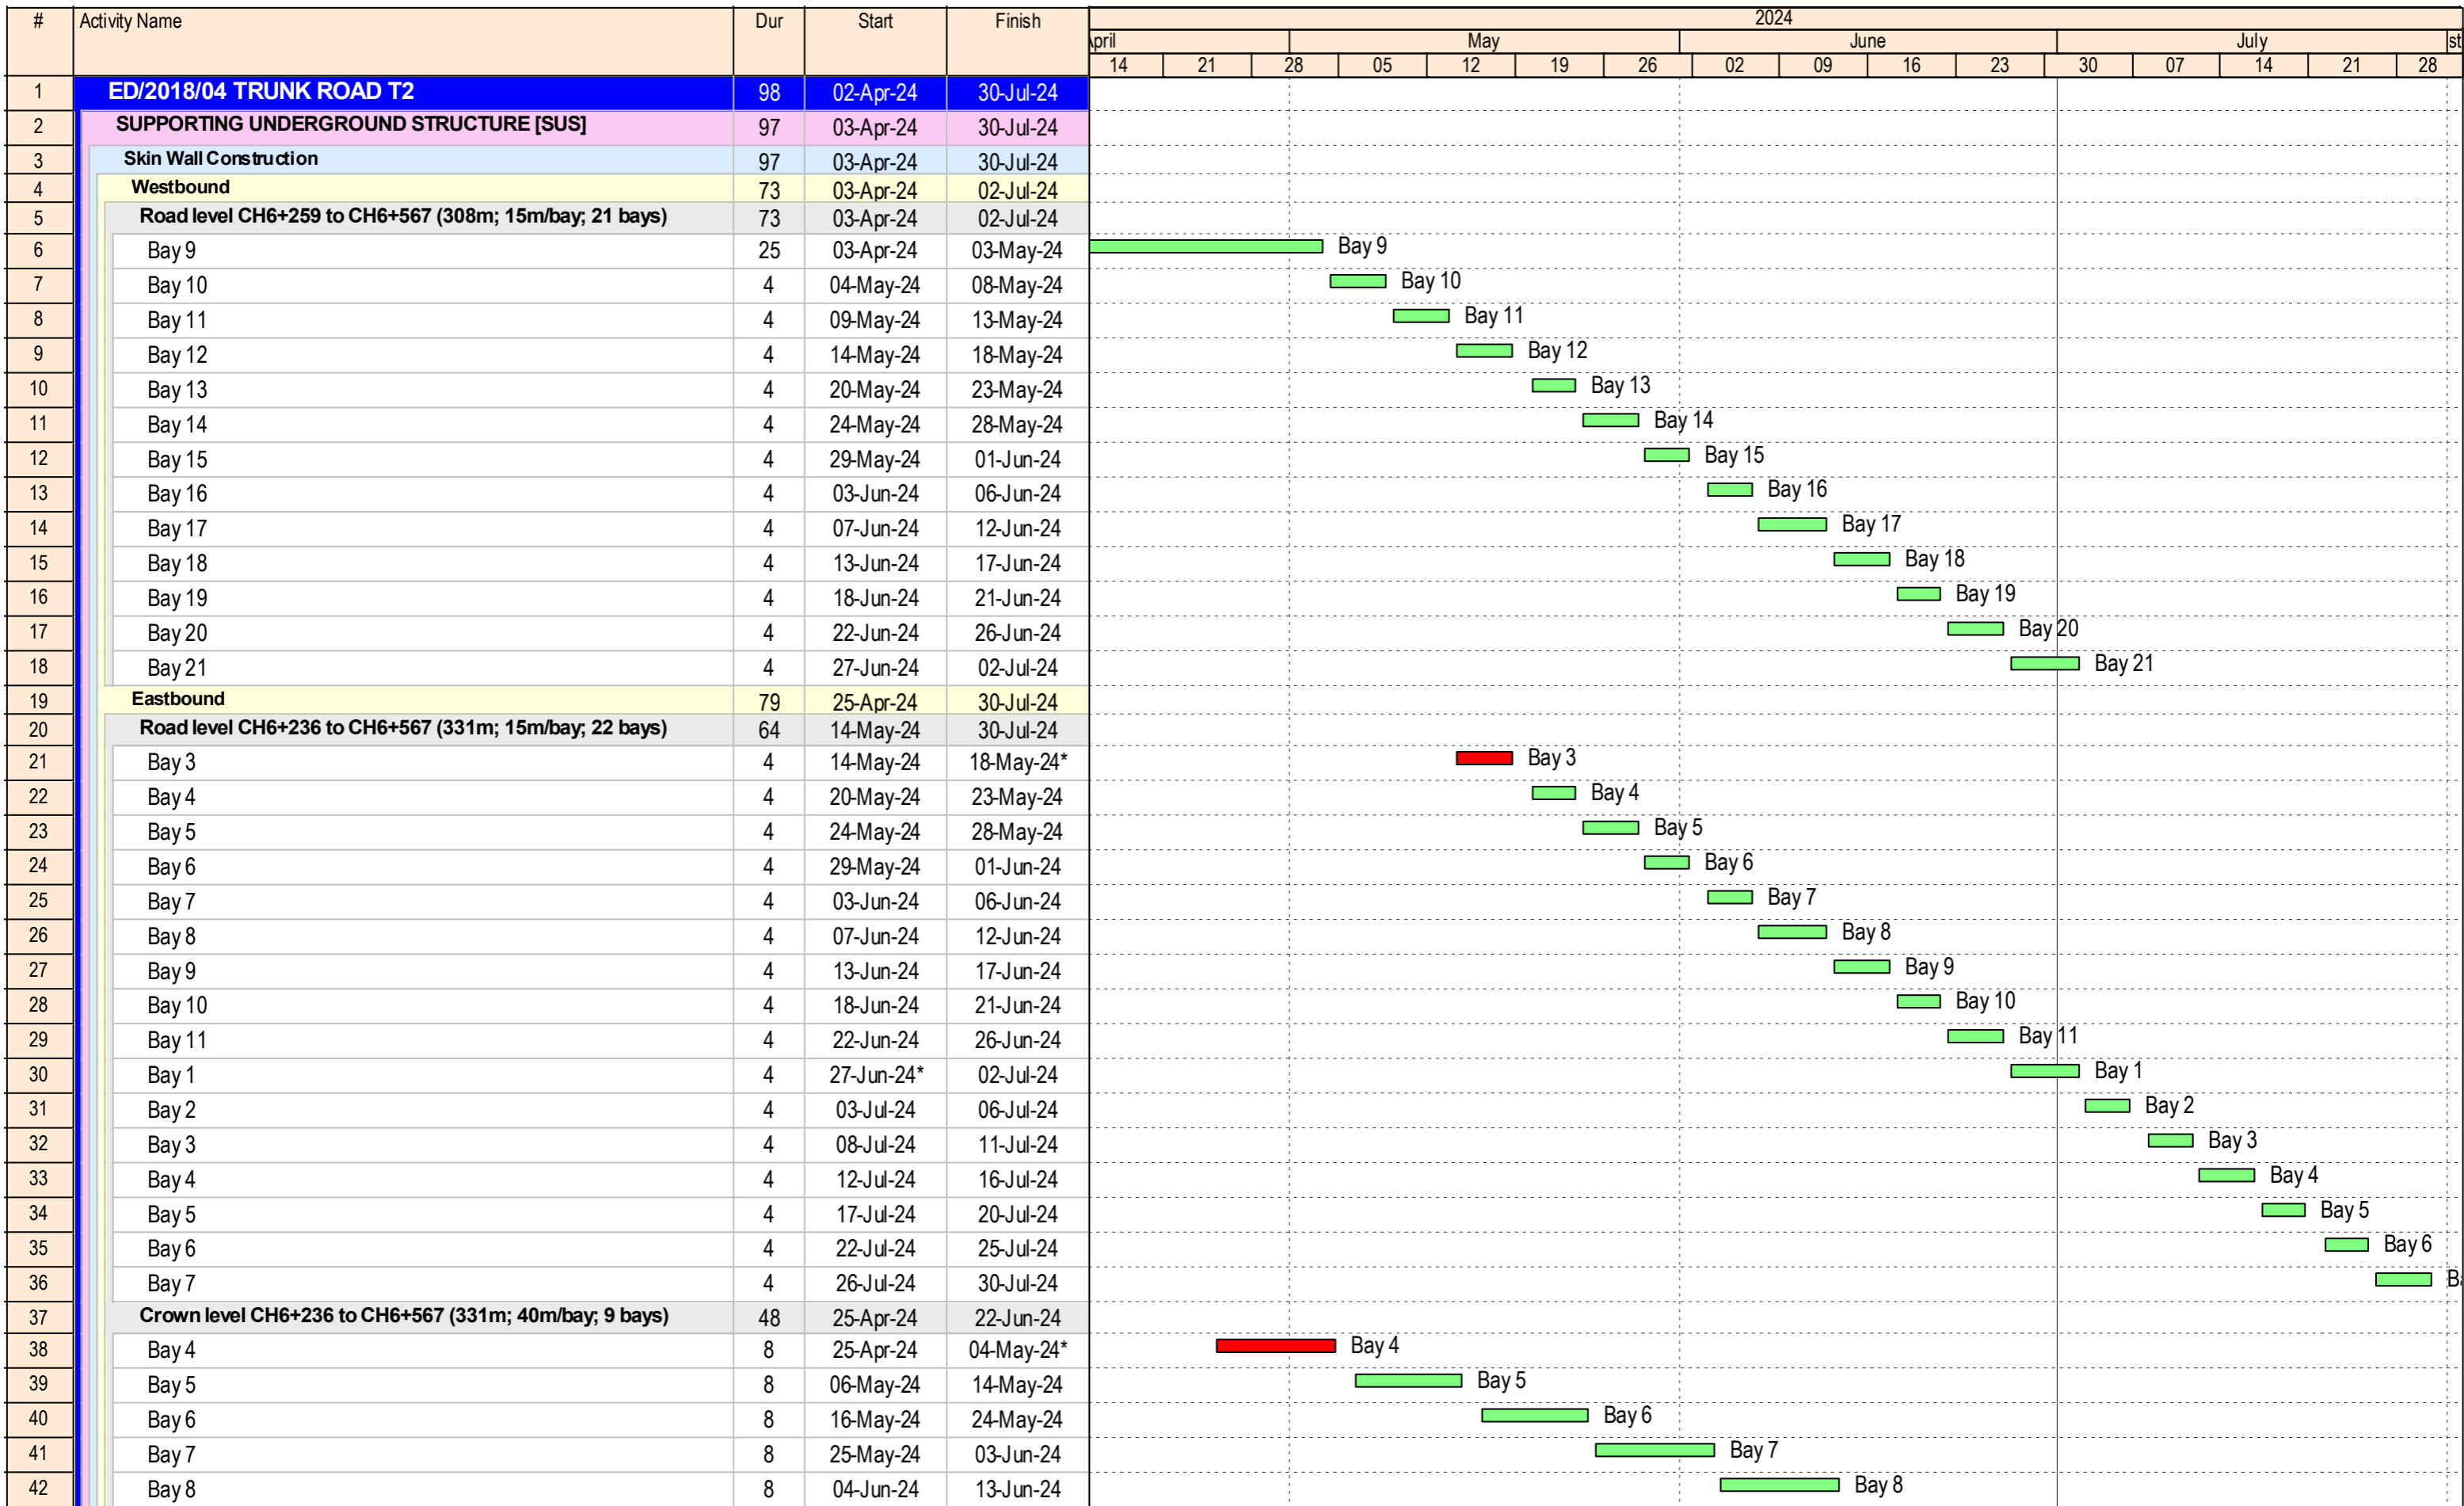 # Activity Name Dur Start Finish 2024
pril May June July st
14 21 28 05 12 19 26 02 09 16 23 30 07 14 21 28
1 ED/2018/04 TRUNK ROAD T2 98 02-Apr-24 30-Jul-24
2 SUPPORTING UNDERGROUND STRUCTURE [SUS] 97 03-Apr-24 30-Jul-24
3 Skin Wall Construction 97 03-Apr-24 30-Jul-24
4 Westbound 73 03-Apr-24 02-Jul-24
5 Road level CH6+259 to CH6+567 (308m; 15m/bay; 21 bays) 73 03-Apr-24 02-Jul-24
6 Bay 9 25 03-Apr-24 03-May-24 Bay 9
7 Bay 10 4 04-May-24 08-May-24 Bay 10
8 Bay 11 4 09-May-24 13-May-24 Bay 11
9 Bay 12 4 14-May-24 18-May-24 Bay 12
10 Bay 13 4 20-May-24 23-May-24 Bay 13
11 Bay 14 4 24-May-24 28-May-24 Bay 14
12 Bay 15 4 29-May-24 01-Jun-24 Bay 15
13 Bay 16 4 03-Jun-24 06-Jun-24 Bay 16
14 Bay 17 4 07-Jun-24 12-Jun-24 Bay 17
15 Bay 18 4 13-Jun-24 17-Jun-24 Bay 18
16 Bay 19 4 18-Jun-24 21-Jun-24 Bay 19
17 Bay 20 4 22-Jun-24 26-Jun-24 Bay 20
18 Bay 21 4 27-Jun-24 02-Jul-24 Bay 21
19 Eastbound 79 25-Apr-24 30-Jul-24
20 Road level CH6+236 to CH6+567 (331m; 15m/bay; 22 bays) 64 14-May-24 30-Jul-24
21 Bay 3 4 14-May-24 18-May-24* Bay 3
22 Bay 4 4 20-May-24 23-May-24 Bay 4
23 Bay 5 4 24-May-24 28-May-24 Bay 5
24 Bay 6 4 29-May-24 01-Jun-24 Bay 6
25 Bay 7 4 03-Jun-24 06-Jun-24 Bay 7
26 Bay 8 4 07-Jun-24 12-Jun-24 Bay 8
27 Bay 9 4 13-Jun-24 17-Jun-24 Bay 9
28 Bay 10 4 18-Jun-24 21-Jun-24 Bay 10
29 Bay 11 4 22-Jun-24 26-Jun-24 Bay 11
30 Bay 1 4 27-Jun-24* 02-Jul-24 Bay 1
31 Bay 2 4 03-Jul-24 06-Jul-24 Bay 2
32 Bay 3 4 08-Jul-24 11-Jul-24 Bay 3
33 Bay 4 4 12-Jul-24 16-Jul-24 Bay 4
34 Bay 5 4 17-Jul-24 20-Jul-24 Bay 5
35 Bay 6 4 22-Jul-24 25-Jul-24 Bay 6
36 Bay 7 4 26-Jul-24 30-Jul-24 B
37 Crown level CH6+236 to CH6+567 (331m; 40m/bay; 9 bays) 48 25-Apr-24 22-Jun-24
38 Bay 4 8 25-Apr-24 04-May-24* Bay 4
39 Bay 5 8 06-May-24 14-May-24 Bay 5
40 Bay 6 8 16-May-24 24-May-24 Bay 6
41 Bay 7 8 25-May-24 03-Jun-24 Bay 7
42 Bay 8 8 04-Jun-24 13-Jun-24 Bay 8